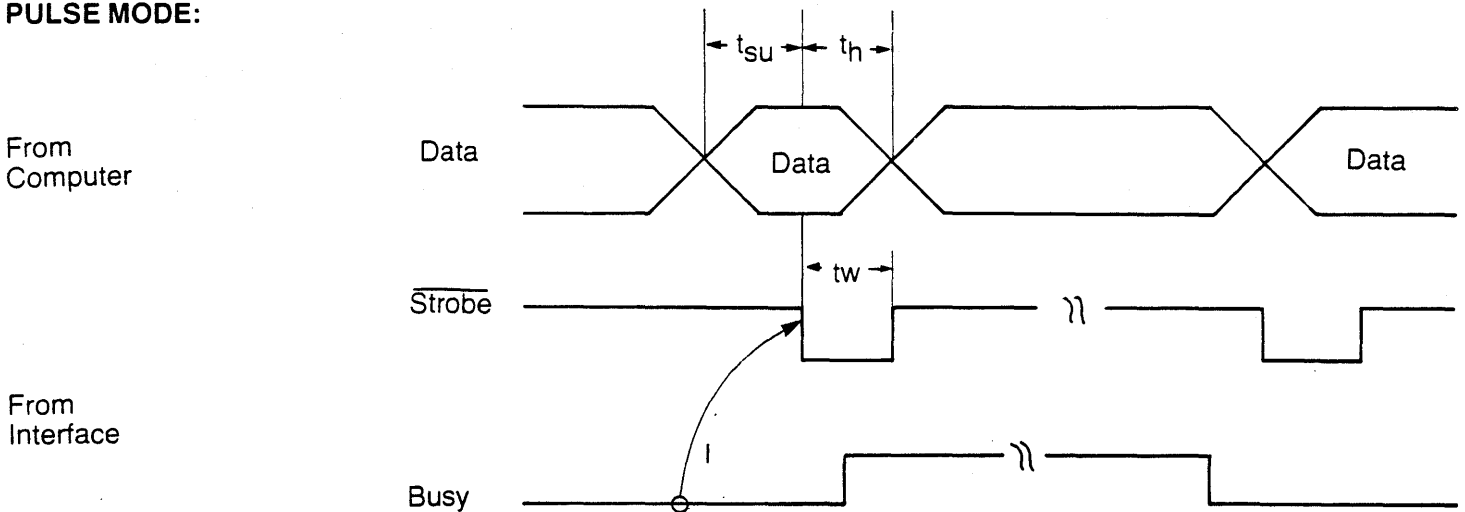 PULSE MODE:
tsu
th
From
Computer
Data
Data
Data
tw
Strobe
From
Interface
I
Busy